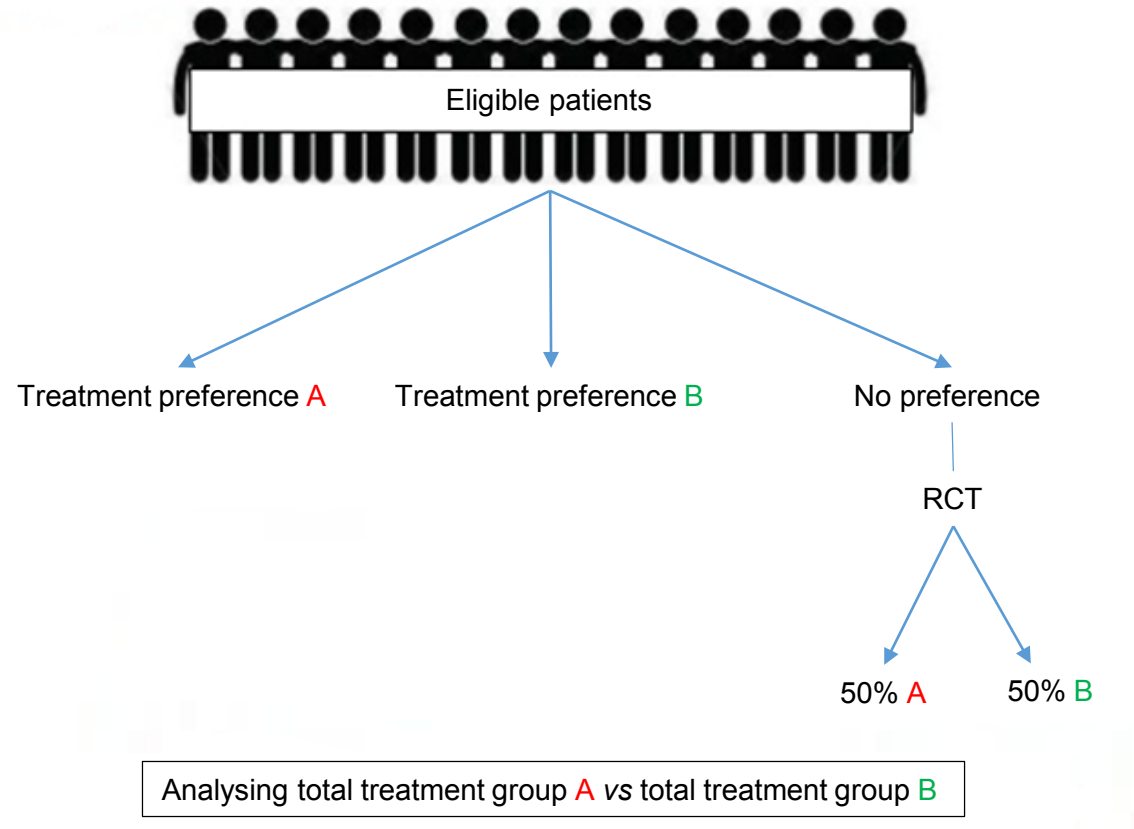 Eligible patients
Treatment preference A
Treatment preference B
No preference
RCT
50% A
50% B
Analysing total treatment group A vs total treatment group B